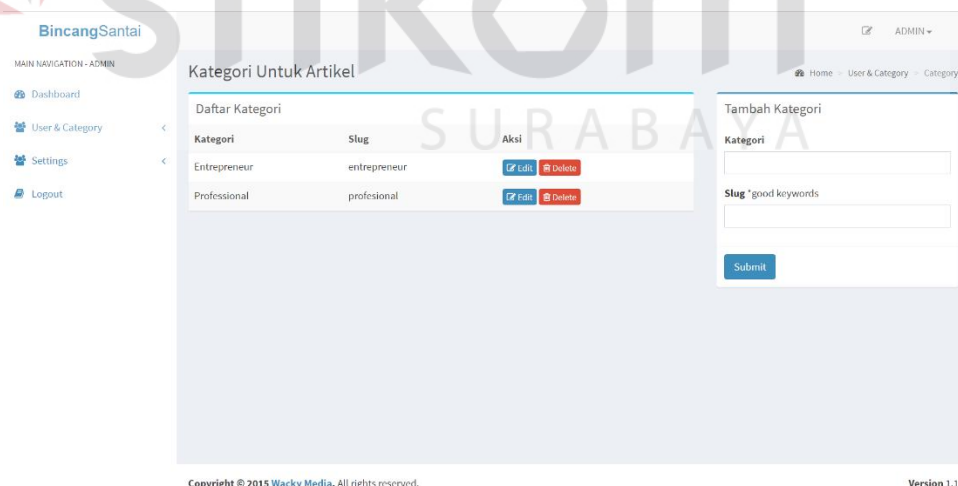 stikom
SURABAYA
BincangSantai
ADMIN
MAIN NAVIGATION - ADMIN
Dashboard
User & Category
Settings
Logout
Kategori Untuk Artikel
Home > User & Category > Category
Daftar Kategori
Kategori Slug Aksi
Entrepreneur entrepreneur Edit Delete
Professional profesional Edit Delete
Tambah Kategori
Kategori
Slug *good keywords
Submit
Copyright © 2015 Wacky Media. All rights reserved.
Version 1.1